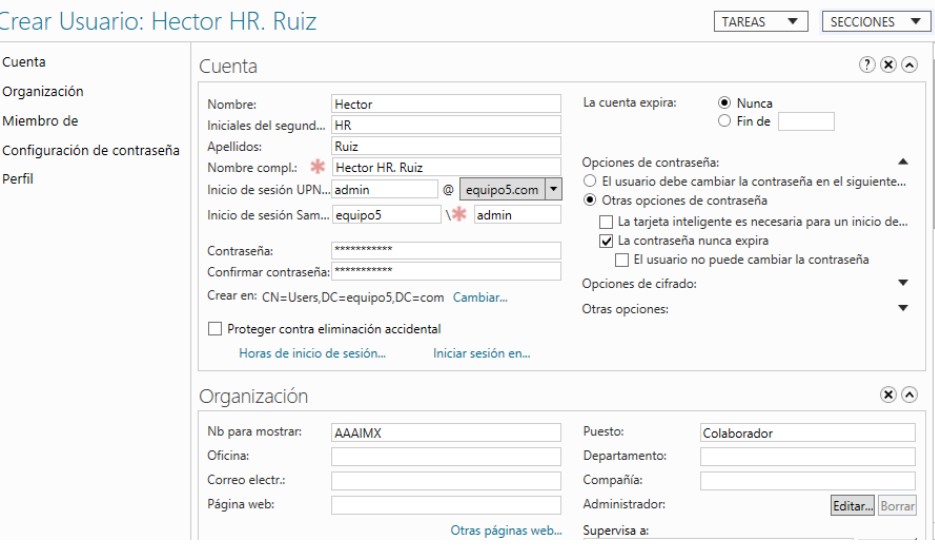 Crear Usuario: Hector HR. Ruiz
TAREAS
SECCIONES
Cuenta
Organización
Miembro de
Configuración de contraseña
Perfil
Cuenta
Nombre: Hector
Iniciales del segund... HR
Apellidos: Ruiz
Nombre compl.: * Hector HR. Ruiz
Inicio de sesión UPN... admin @ equipo5.com
Inicio de sesión Sam... equipo5 \* admin
Contraseña: ***********
Confirmar contraseña: ***********
Crear en: CN=Users,DC=equipo5,DC=com Cambiar...
Proteger contra eliminación accidental
Horas de inicio de sesión... Iniciar sesión en...
La cuenta expira: Nunca
Fin de
Opciones de contraseña:
El usuario debe cambiar la contraseña en el siguiente...
Otras opciones de contraseña
La tarjeta inteligente es necesaria para un inicio de...
La contraseña nunca expira
El usuario no puede cambiar la contraseña
Opciones de cifrado:
Otras opciones:
Organización
Nb para mostrar: AAAIMX
Oficina:
Correo electr.:
Página web:
Otras páginas web...
Puesto: Colaborador
Departamento:
Compañía:
Administrador: Editar... Borrar
Supervisa a: